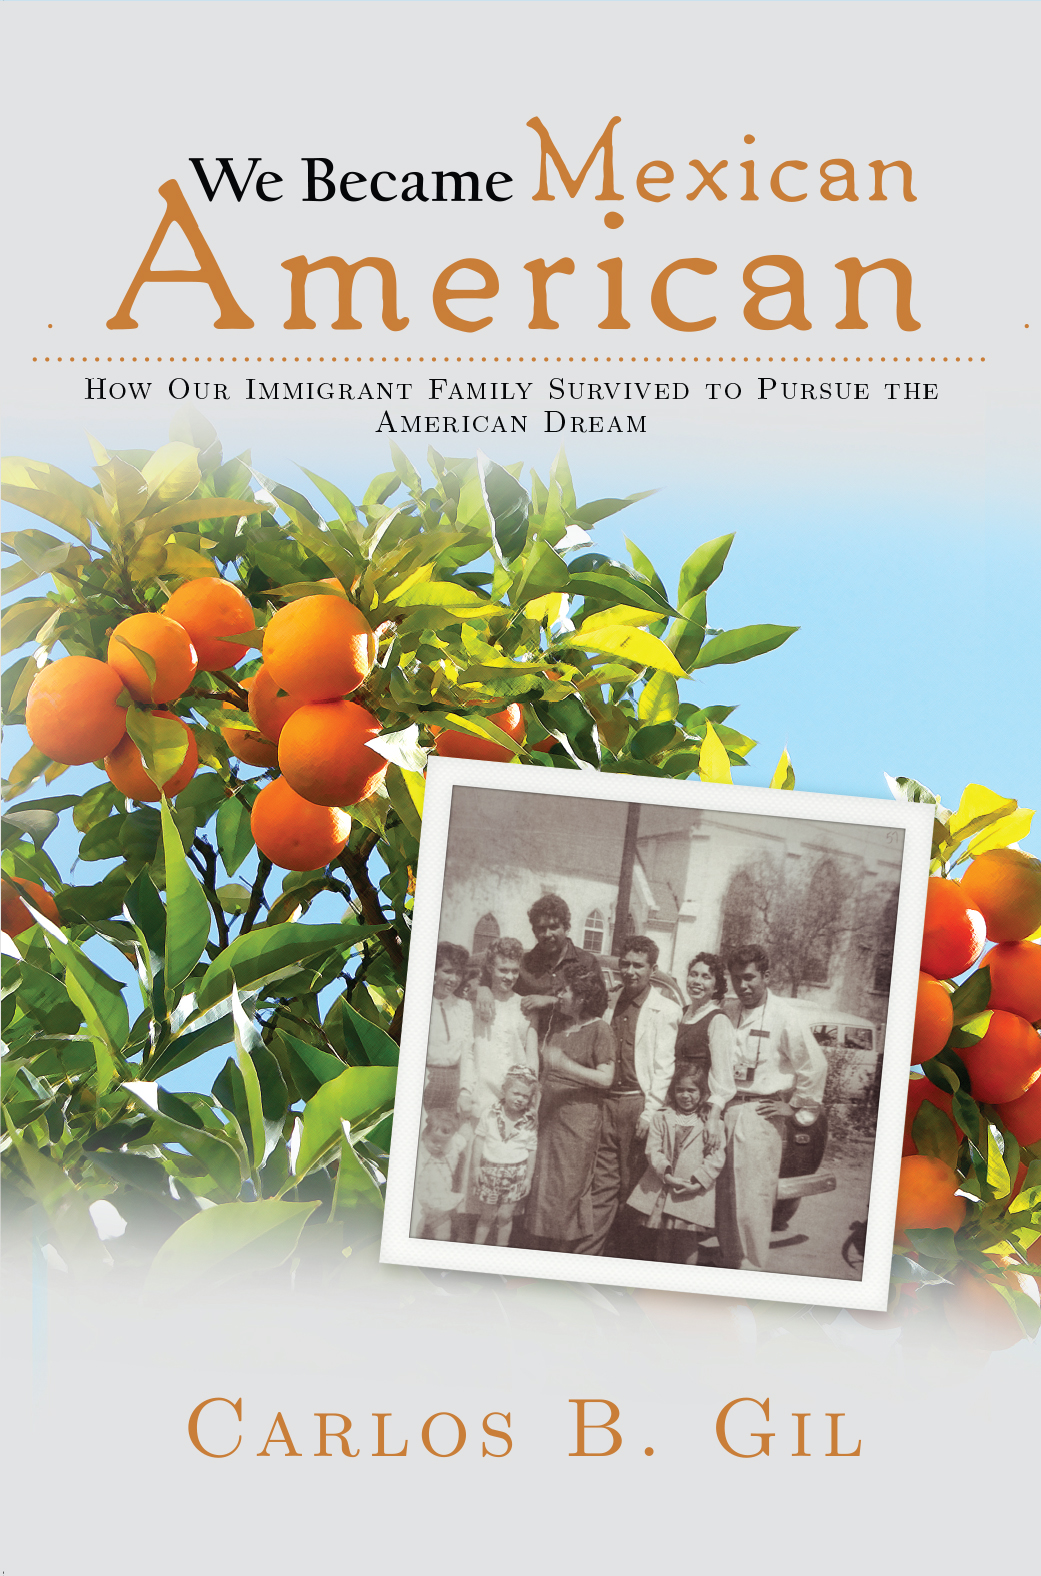 We Became Mexican
American
How Our Immigrant Family Survived to Pursue the
American Dream
Carlos B. Gil